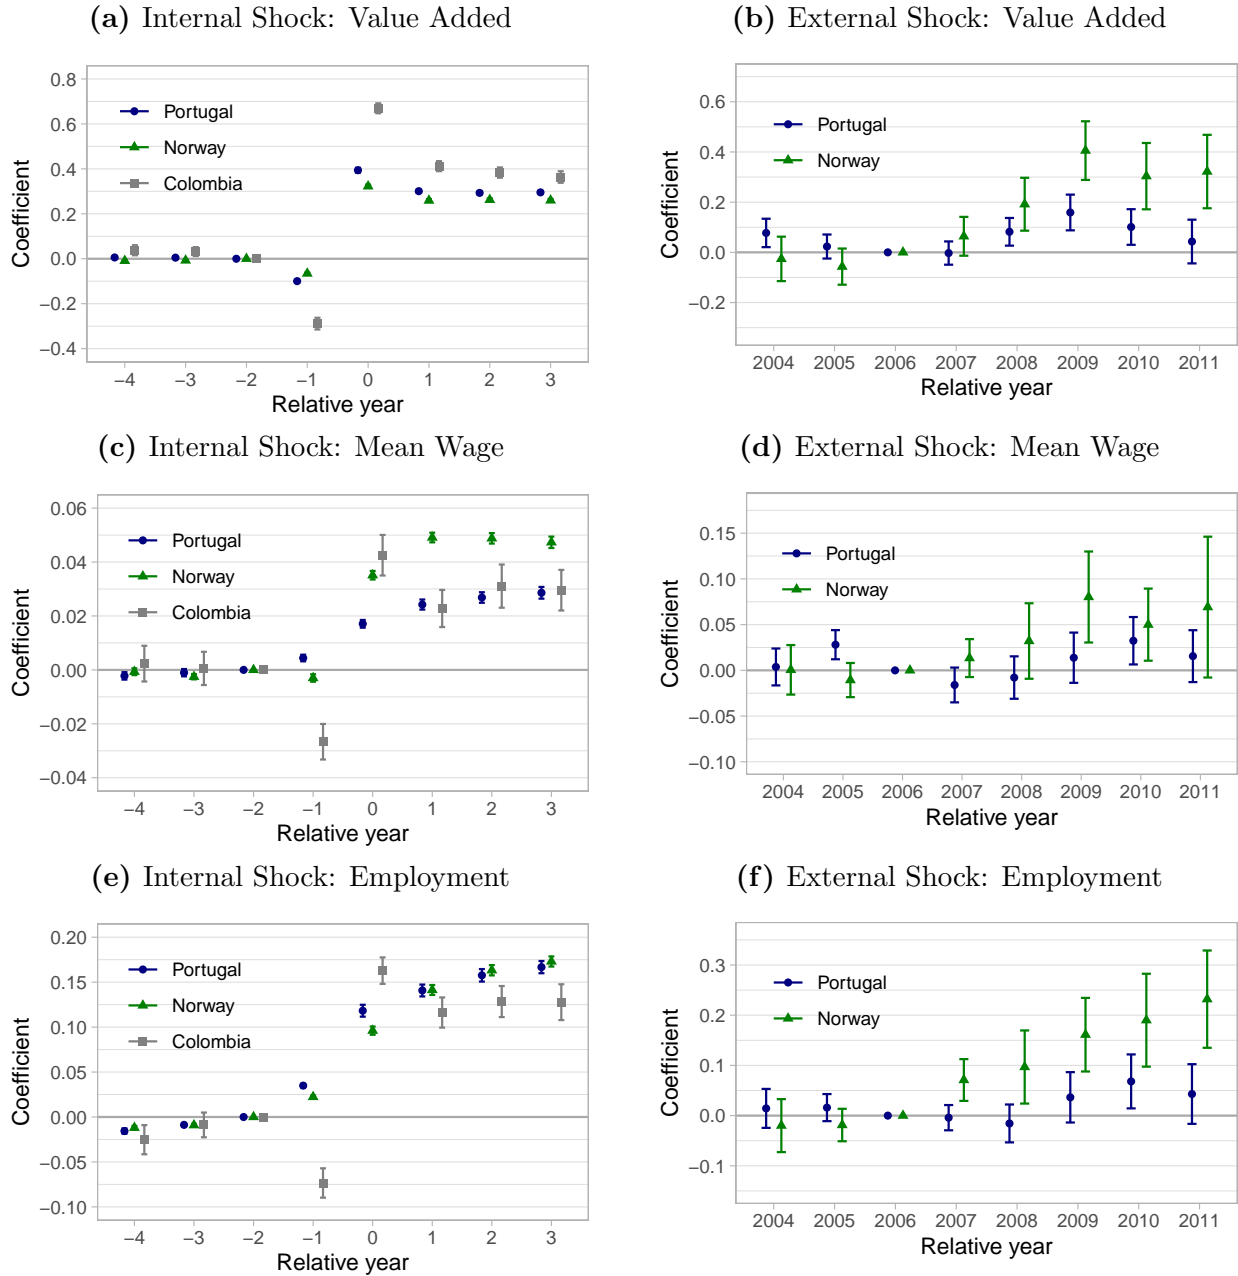 (a) Internal Shock: Value Added
0.8
0.6
0.4
0.2
0.0
−0.2
−0.4
Coefficient
Portugal
Norway
Colombia
−4 −3 −2 −1 0 1 2 3
Relative year
(b) External Shock: Value Added
0.6
0.4
0.2
0.0
−0.2
Coefficient
Portugal
Norway
2004 2005 2006 2007 2008 2009 2010 2011
Relative year
(c) Internal Shock: Mean Wage
0.06
0.04
0.02
0.00
−0.02
−0.04
Coefficient
Portugal
Norway
Colombia
−4 −3 −2 −1 0 1 2 3
Relative year
(d) External Shock: Mean Wage
0.15
0.10
0.05
0.00
−0.05
−0.10
Coefficient
Portugal
Norway
2004 2005 2006 2007 2008 2009 2010 2011
Relative year
(e) Internal Shock: Employment
0.20
0.15
0.10
0.05
0.00
−0.05
−0.10
Coefficient
Portugal
Norway
Colombia
−4 −3 −2 −1 0 1 2 3
Relative year
(f) External Shock: Employment
0.3
0.2
0.1
0.0
−0.1
Coefficient
Portugal
Norway
2004 2005 2006 2007 2008 2009 2010 2011
Relative year